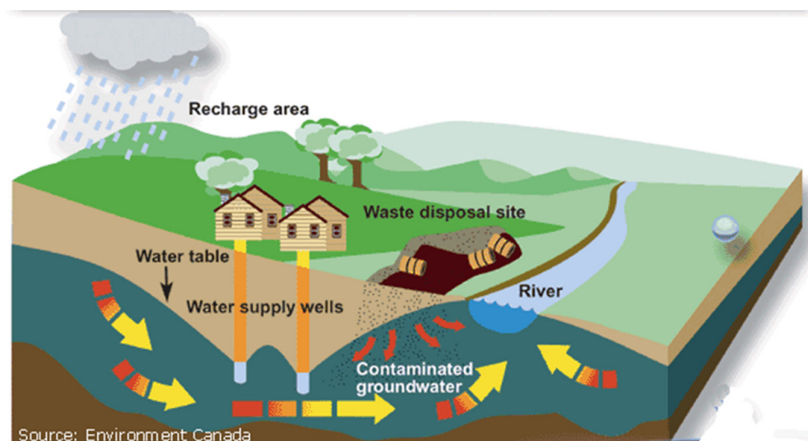 Recharge area
Waste disposal site
Water table
Water supply wells
River
Contaminated
groundwater
Source: Environment Canada